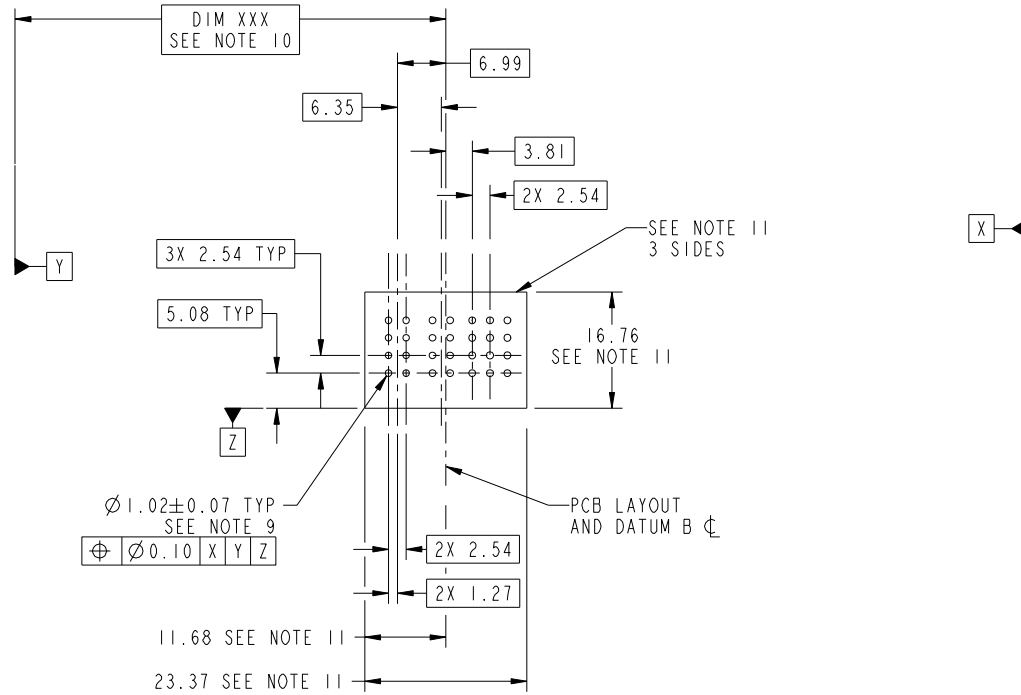 DIM XXX
SEE NOTE 10
6.99
6.35
3.81
2X 2.54
SEE NOTE 11
3 SIDES
X
Y
3X 2.54 TYP
5.08 TYP
16.76
SEE NOTE 11
Z
Ø1.02±0.07 TYP
SEE NOTE 9
⌖ Ø0.10 X Y Z
PCB LAYOUT
AND DATUM B ℄
2X 2.54
2X 1.27
11.68 SEE NOTE 11
23.37 SEE NOTE 11